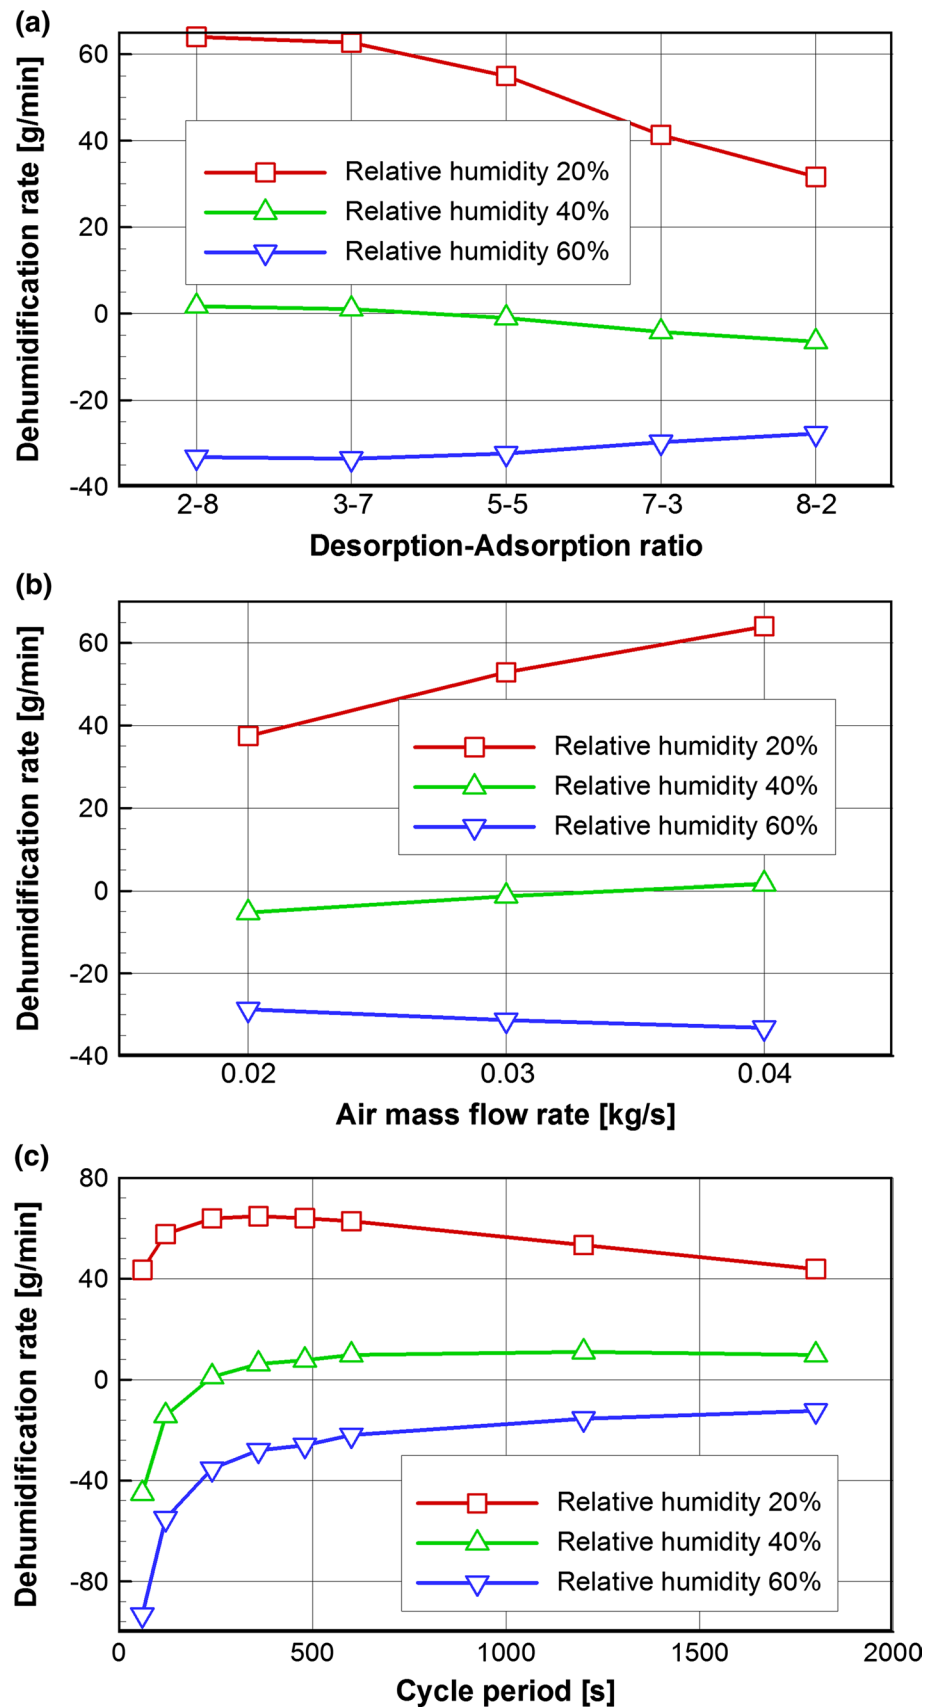 (a)
Dehumidification rate [g/min]
60
40
20
0
-20
-40
Relative humidity 20%
Relative humidity 40%
Relative humidity 60%
2-8 3-7 5-5 7-3 8-2
Desorption-Adsorption ratio
(b)
Dehumidification rate [g/min]
60
40
20
0
-20
-40
Relative humidity 20%
Relative humidity 40%
Relative humidity 60%
0.02 0.03 0.04
Air mass flow rate [kg/s]
(c)
Dehumidification rate [g/min]
80
40
0
-40
-80
Relative humidity 20%
Relative humidity 40%
Relative humidity 60%
0 500 1000 1500 2000
Cycle period [s]